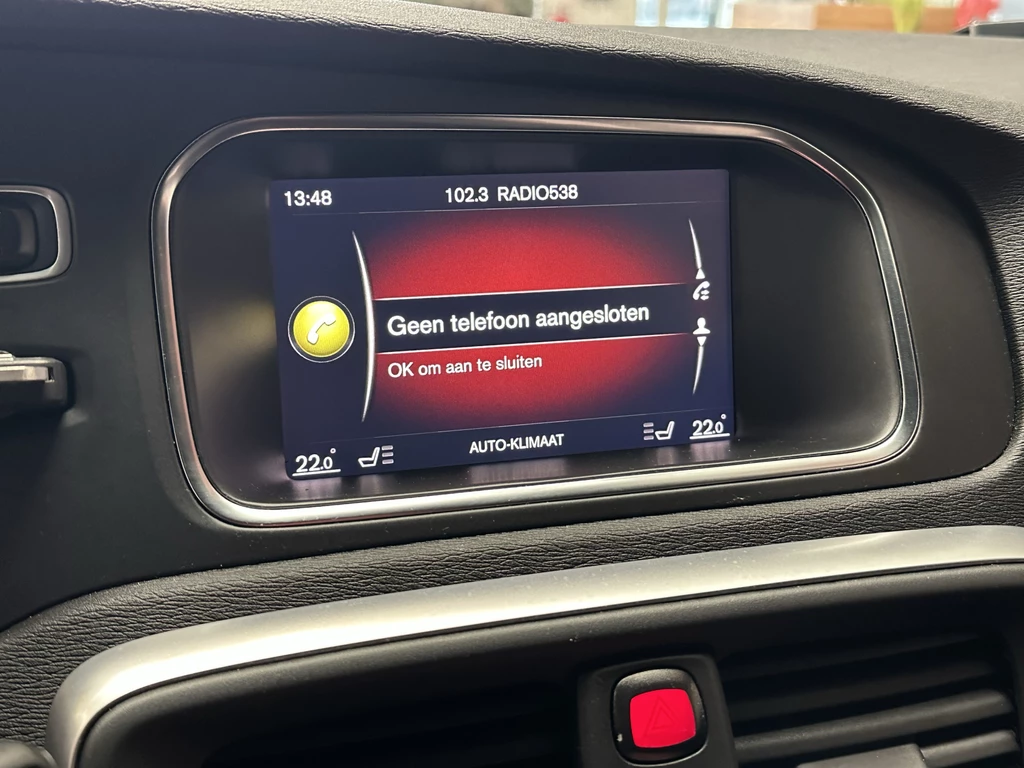 13:48 102.3 RADIO538
Geen telefoon aangesloten
OK om aan te sluiten
22.0° AUTO-KLIMAAT 22.0°